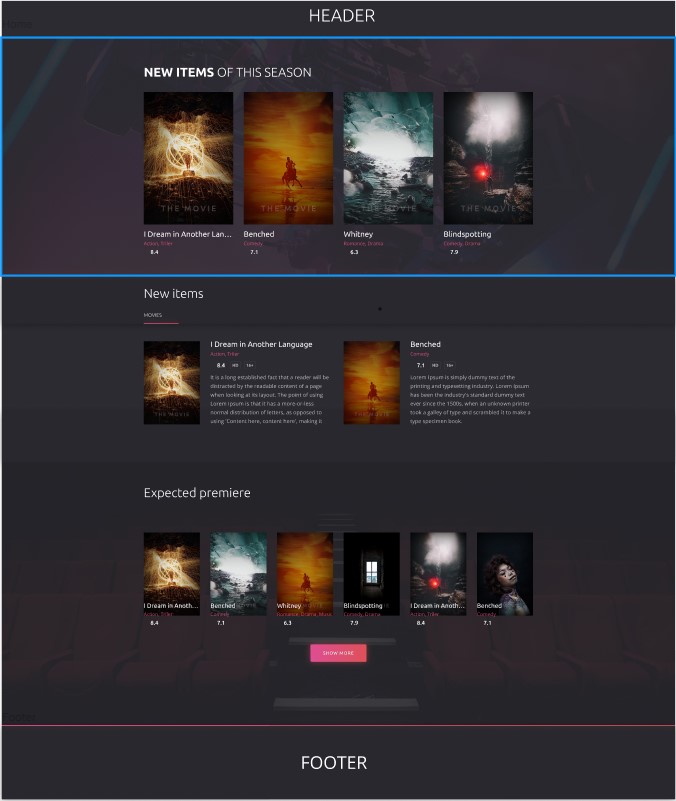 HEADER
NEW ITEMS OF THIS SEASON
THE MOVIE
THE MOVIE
THE MOVIE
THE MOVIE
I Dream in Another Lan...
Benched
Whitney
Blindspotting
Action, Triler
Comedy
Romance, Drama
Comedy, Drama
8.4
7.1
6.3
7.9
New items
MOVIES
I Dream in Another Language
Action, Triler
8.4 HD 16+
It is a long established fact that a reader will be
distracted by the readable content of a page
when looking at its layout. The point of using
Lorem Ipsum is that it has a more-or-less
normal distribution of letters, as opposed to
using 'Content here, content here', making it
THE MOVIE
Benched
Comedy
7.1 HD 16+
Lorem Ipsum is simply dummy text of the
printing and typesetting industry. Lorem Ipsum
has been the industry's standard dummy text
ever since the 1500s, when an unknown printer
took a galley of type and scrambled it to make a
type specimen book.
THE MOVIE
Expected premiere
I Dream in Anoth...
Benched
Whitney
Blindspotting
I Dream in Anoth...
Benched
Action, Triler
Comedy
Romance, Drama, Music
Comedy, Drama
Action, Triler
Comedy
8.4
7.1
6.3
7.9
8.4
7.1
SHOW MORE
FOOTER